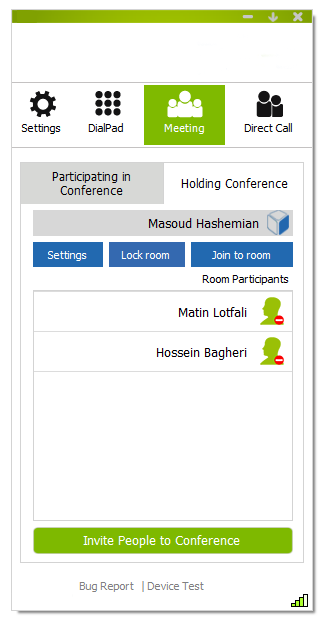 Settings
DialPad
Meeting
Direct Call
Participating in
Conference
Holding Conference
Masoud Hashemian
Settings
Lock room
Join to room
Room Participants
Matin Lotfali
Hossein Bagheri
Invite People to Conference
Bug Report | Device Test